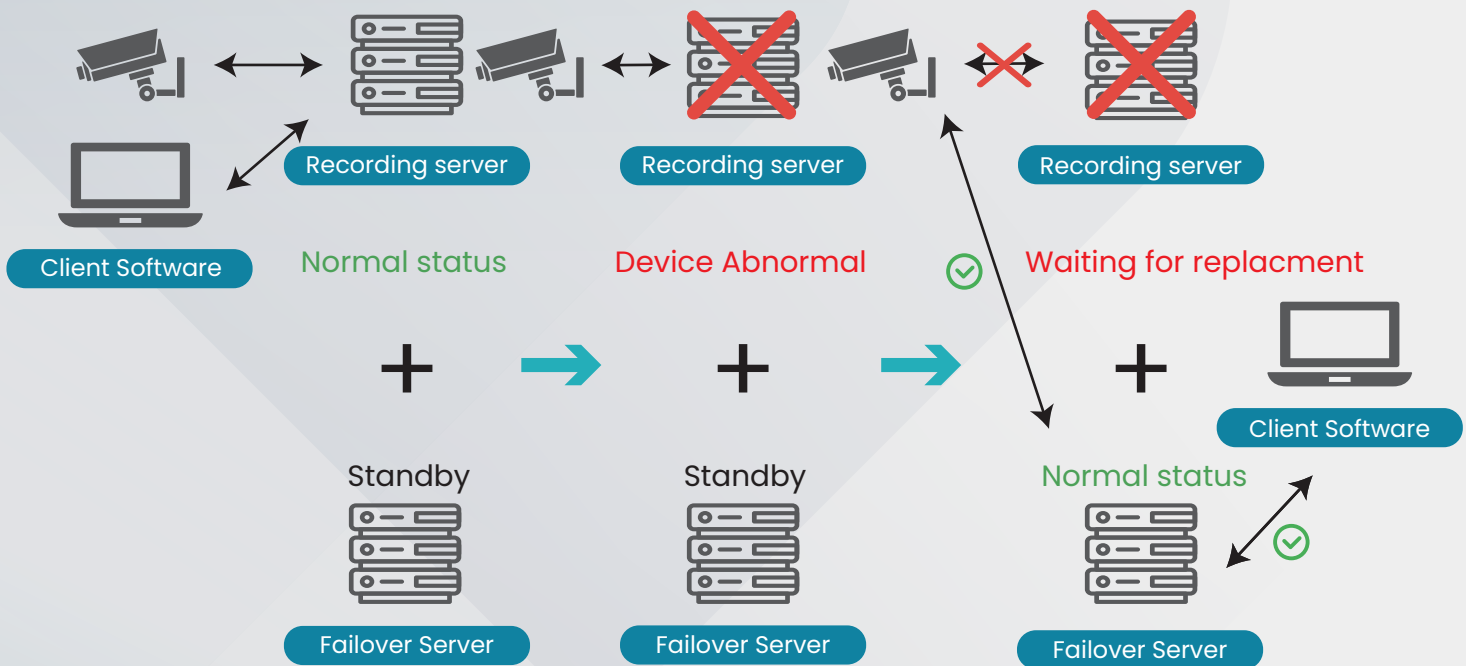 Recording server
Recording server
Recording server
Client Software
Normal status
Device Abnormal
Waiting for replacment
Client Software
Standby
Standby
Normal status
Failover Server
Failover Server
Failover Server